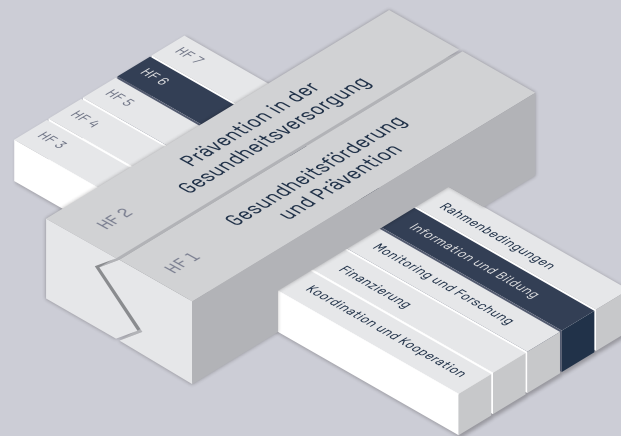 HF 7
HF 6
HF 5
HF 4
HF 3
HF 2
Prävention in der
Gesundheitsversorgung
HF 1
Gesundheitsförderung
und Prävention
Rahmenbedingungen
Information und Bildung
Monitoring und Forschung
Finanzierung
Koordination und Kooperation